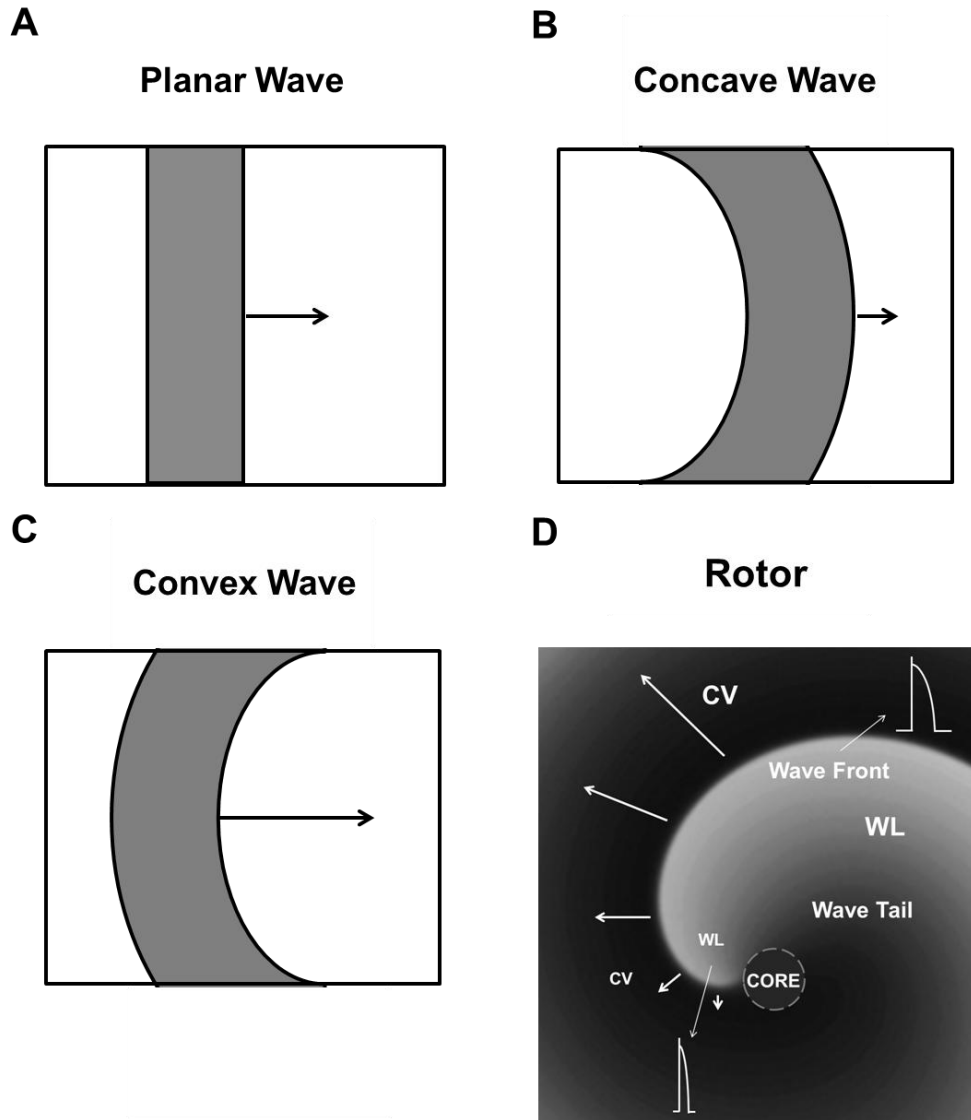 A
Planar Wave
B
Concave Wave
C
Convex Wave
D
Rotor
CV
Wave Front
WL
Wave Tail
WL
CV
CORE